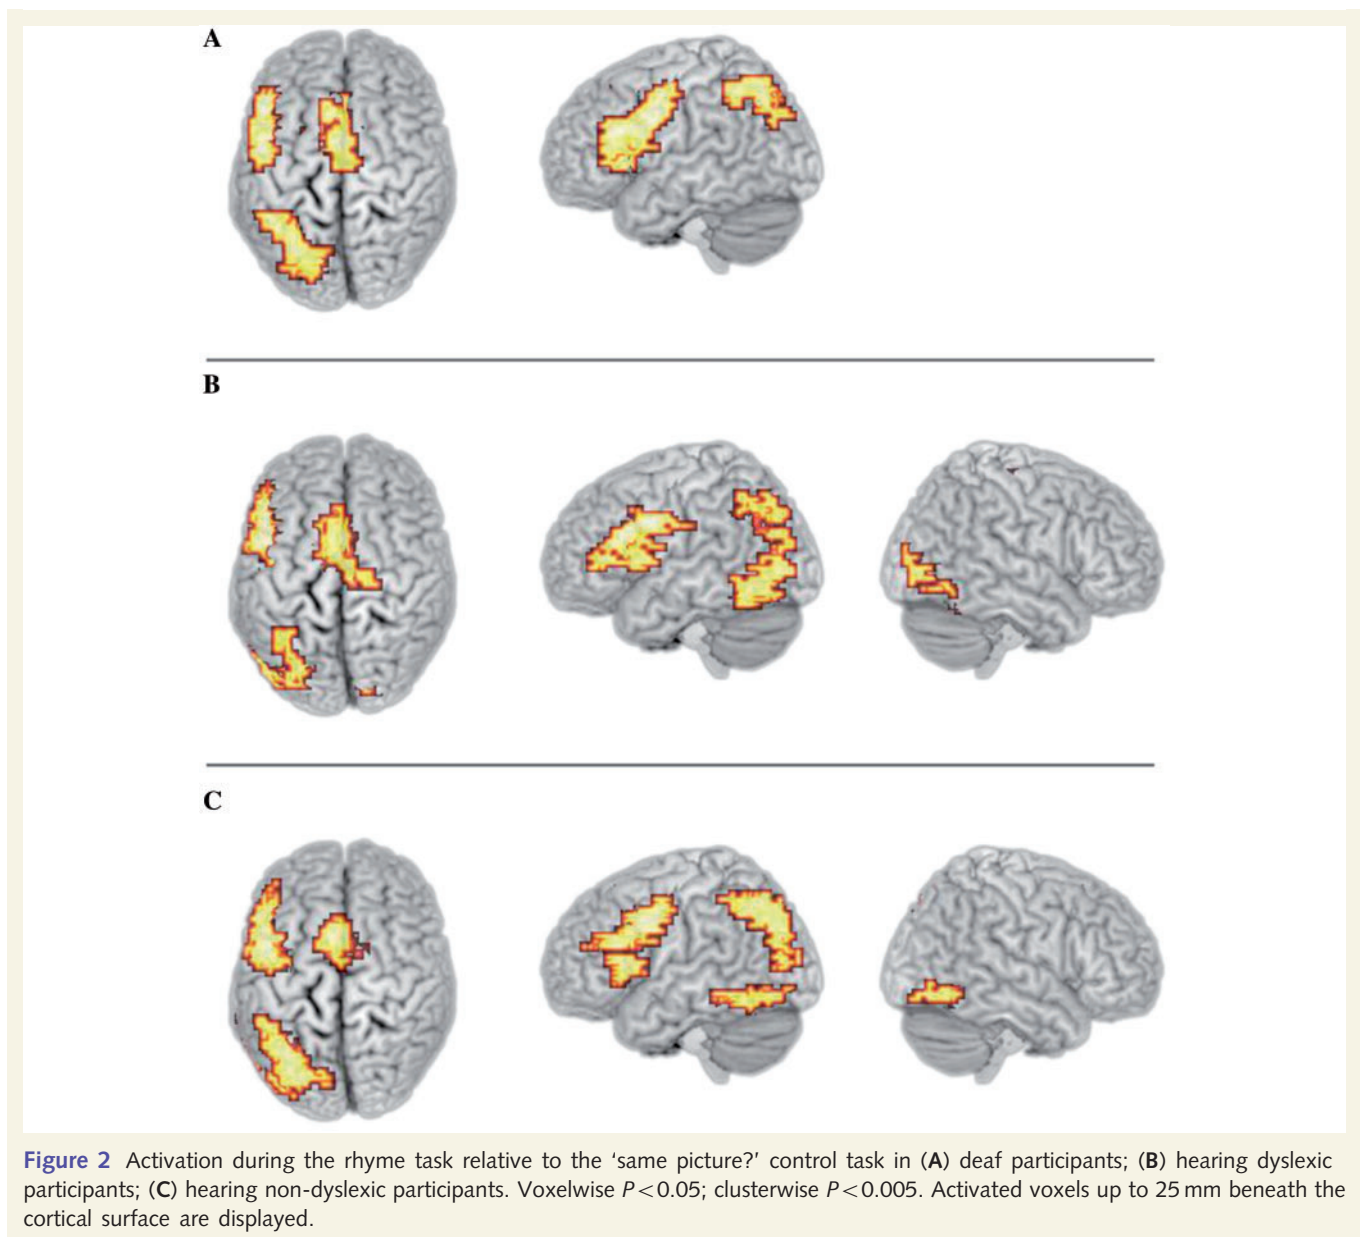 A
B
C
Figure 2 Activation during the rhyme task relative to the ‘same picture?’ control task in (A) deaf participants; (B) hearing dyslexic
participants; (C) hearing non-dyslexic participants. Voxelwise P<0.05; clusterwise P<0.005. Activated voxels up to 25 mm beneath the
cortical surface are displayed.